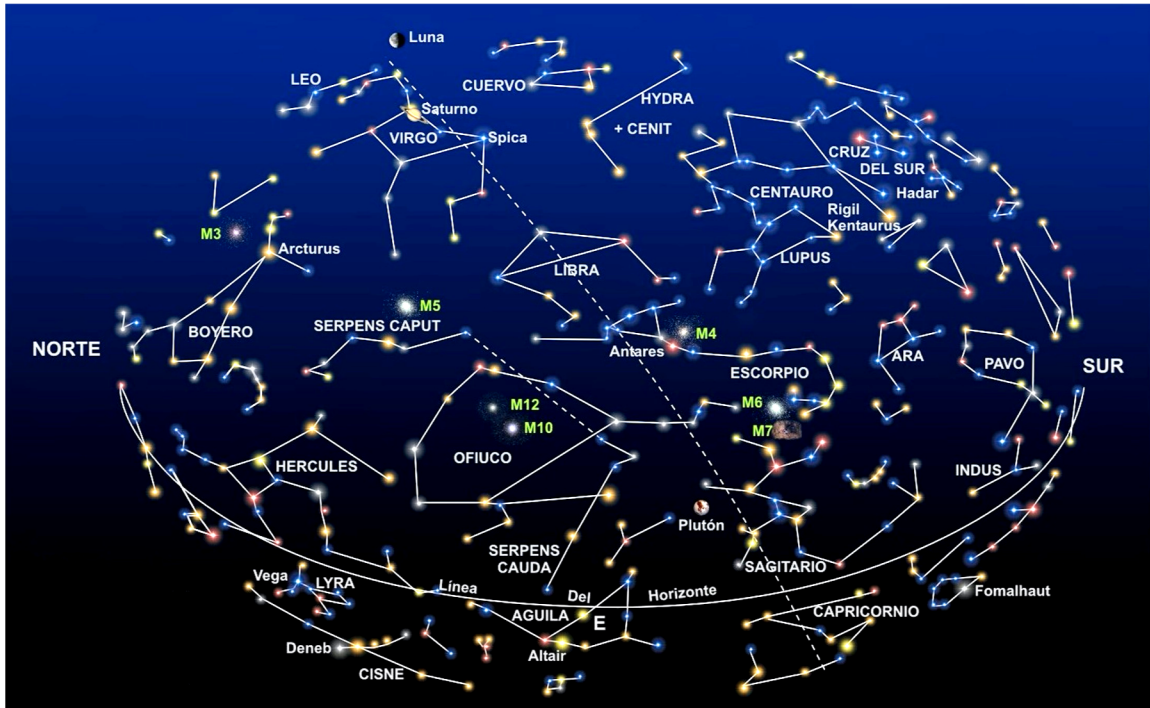 Luna
LEO
CUERVO
HYDRA
Saturno
+ CENIT
VIRGO
Spica
CRUZ
DEL SUR
CENTAURO
Hadar
Rigil
Kentaurus
M3
Arcturus
LUPUS
LIBRA
M5
SERPENS CAPUT
BOYERO
M4
NORTE
Antares
ARA
ESCORPIO
PAVO
SUR
M12
M6
M10
M7
OFIUCO
HERCULES
INDUS
Plutón
SERPENS
CAUDA
SAGITARIO
Vega
LYRA
Línea
Del
Horizonte
Fomalhaut
AGUILA
E
CAPRICORNIO
Deneb
Altair
CISNE